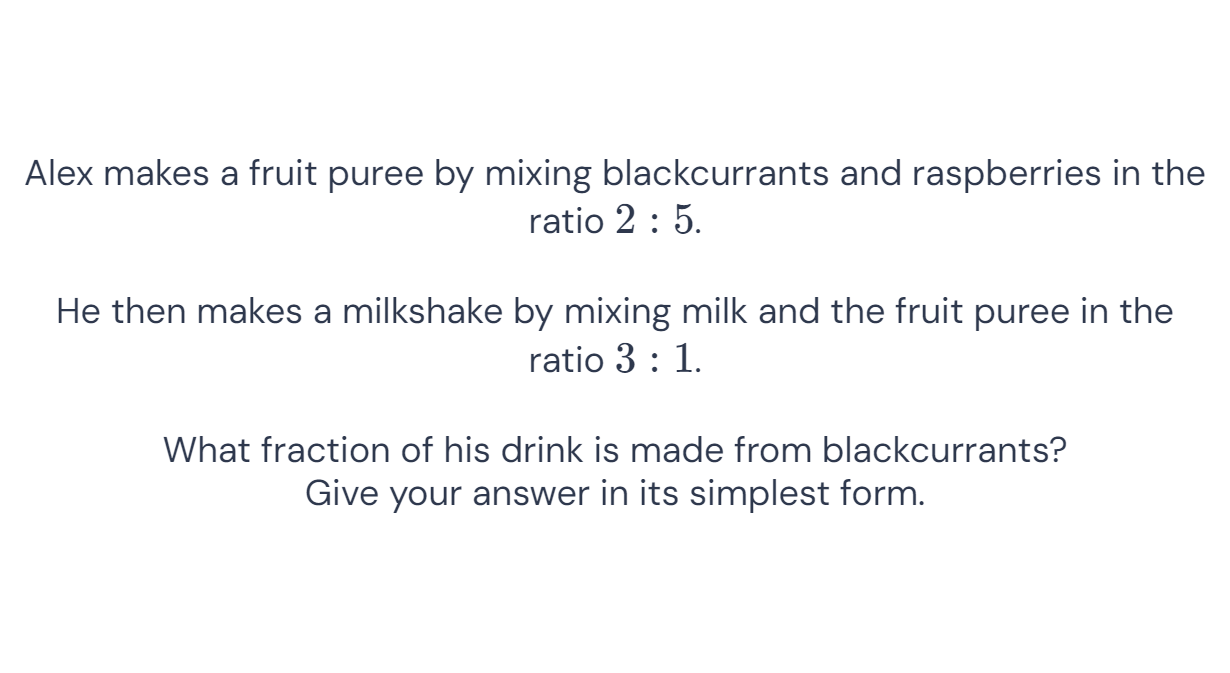 Alex makes a fruit puree by mixing blackcurrants and raspberries in the
ratio 2 : 5.
He then makes a milkshake by mixing milk and the fruit puree in the
ratio 3 : 1.
What fraction of his drink is made from blackcurrants?
Give your answer in its simplest form.